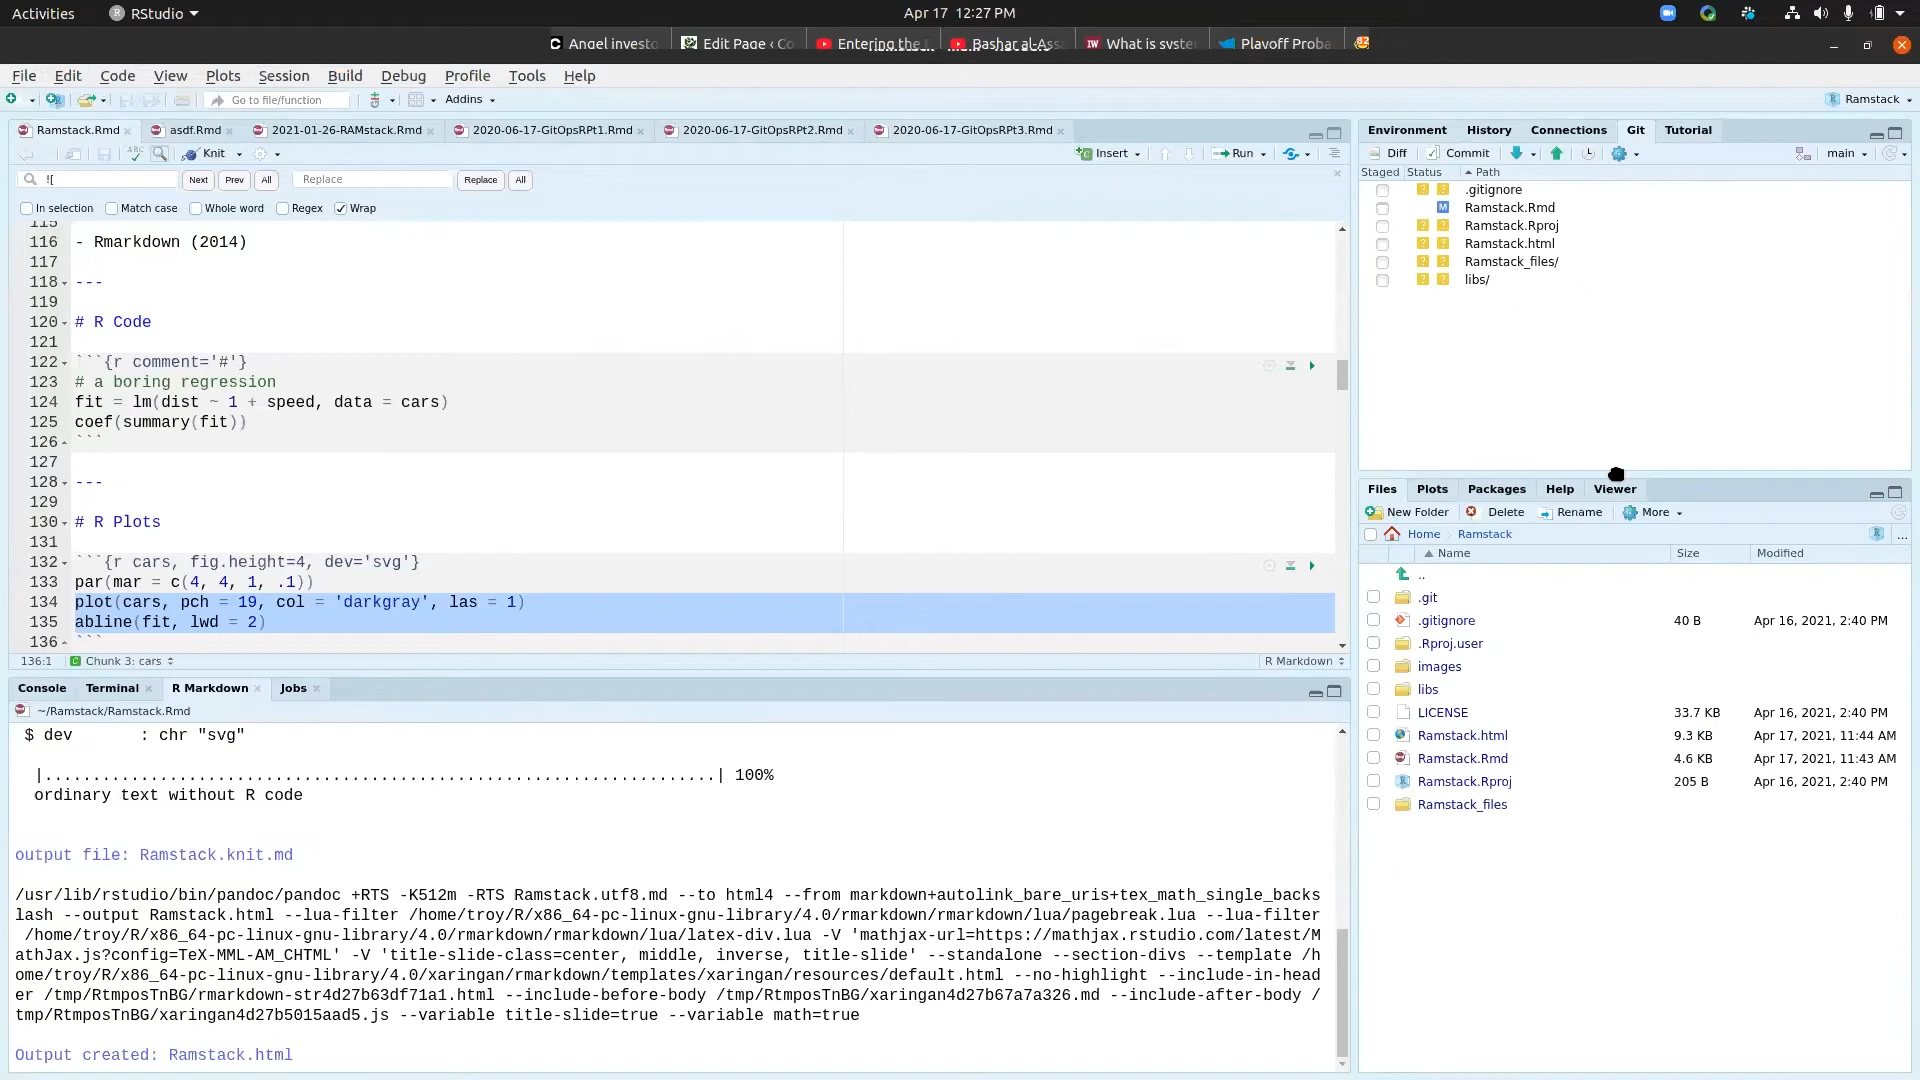 Activities RStudio Apr 17 12:27 PM
Angel investo Edit Page ‹ Co Entering the Bashar al-Ass What is syste Playoff Proba
File Edit Code View Plots Session Build Debug Profile Tools Help
Go to file/function Addins Ramstack
Ramstack.Rmd asdf.Rmd 2021-01-26-RAMstack.Rmd 2020-06-17-GitOpsRPt1.Rmd 2020-06-17-GitOpsRPt2.Rmd 2020-06-17-GitOpsRPt3.Rmd
ABC Knit Insert Run
![ Next Prev All Replace Replace All
In selection Match case Whole word Regex Wrap
115
116 - Rmarkdown (2014)
117
118 ---
119
120 # R Code
121
122 ```{r comment='#'}
123 # a boring regression
124 fit = lm(dist ~ 1 + speed, data = cars)
125 coef(summary(fit))
126 ```
127
128 ---
129
130 # R Plots
131
132 ```{r cars, fig.height=4, dev='svg'}
133 par(mar = c(4, 4, 1, .1))
134 plot(cars, pch = 19, col = 'darkgray', las = 1)
135 abline(fit, lwd = 2)
136 ```
136:1 Chunk 3: cars R Markdown
Console Terminal R Markdown Jobs
~/Ramstack/Ramstack.Rmd
$ dev : chr "svg"
|......................................................................| 100%
ordinary text without R code
output file: Ramstack.knit.md
/usr/lib/rstudio/bin/pandoc/pandoc +RTS -K512m -RTS Ramstack.utf8.md --to html4 --from markdown+autolink_bare_uris+tex_math_single_backs
lash --output Ramstack.html --lua-filter /home/troy/R/x86_64-pc-linux-gnu-library/4.0/rmarkdown/rmarkdown/lua/pagebreak.lua --lua-filter
/home/troy/R/x86_64-pc-linux-gnu-library/4.0/rmarkdown/rmarkdown/lua/latex-div.lua -V 'mathjax-url=https://mathjax.rstudio.com/latest/M
athJax.js?config=TeX-MML-AM_CHTML' -V 'title-slide-class=center, middle, inverse, title-slide' --standalone --section-divs --template /h
ome/troy/R/x86_64-pc-linux-gnu-library/4.0/xaringan/rmarkdown/templates/xaringan/resources/default.html --no-highlight --include-in-head
er /tmp/RtmposTnBG/rmarkdown-str4d27b63df71a1.html --include-before-body /tmp/RtmposTnBG/xaringan4d27b67a7a326.md --include-after-body /
tmp/RtmposTnBG/xaringan4d27b5015aad5.js --variable title-slide=true --variable math=true
Output created: Ramstack.html
Environment History Connections Git Tutorial
Diff Commit main
Staged Status Path
? ? .gitignore
M Ramstack.Rmd
? ? Ramstack.Rproj
? ? Ramstack.html
? ? Ramstack_files/
? ? libs/
Files Plots Packages Help Viewer
New Folder Delete Rename More
Home Ramstack ...
Name Size Modified
..
.git
.gitignore 40 B Apr 16, 2021, 2:40 PM
.Rproj.user
images
libs
LICENSE 33.7 KB Apr 16, 2021, 2:40 PM
Ramstack.html 9.3 KB Apr 17, 2021, 11:44 AM
Ramstack.Rmd 4.6 KB Apr 17, 2021, 11:43 AM
Ramstack.Rproj 205 B Apr 16, 2021, 2:40 PM
Ramstack_files